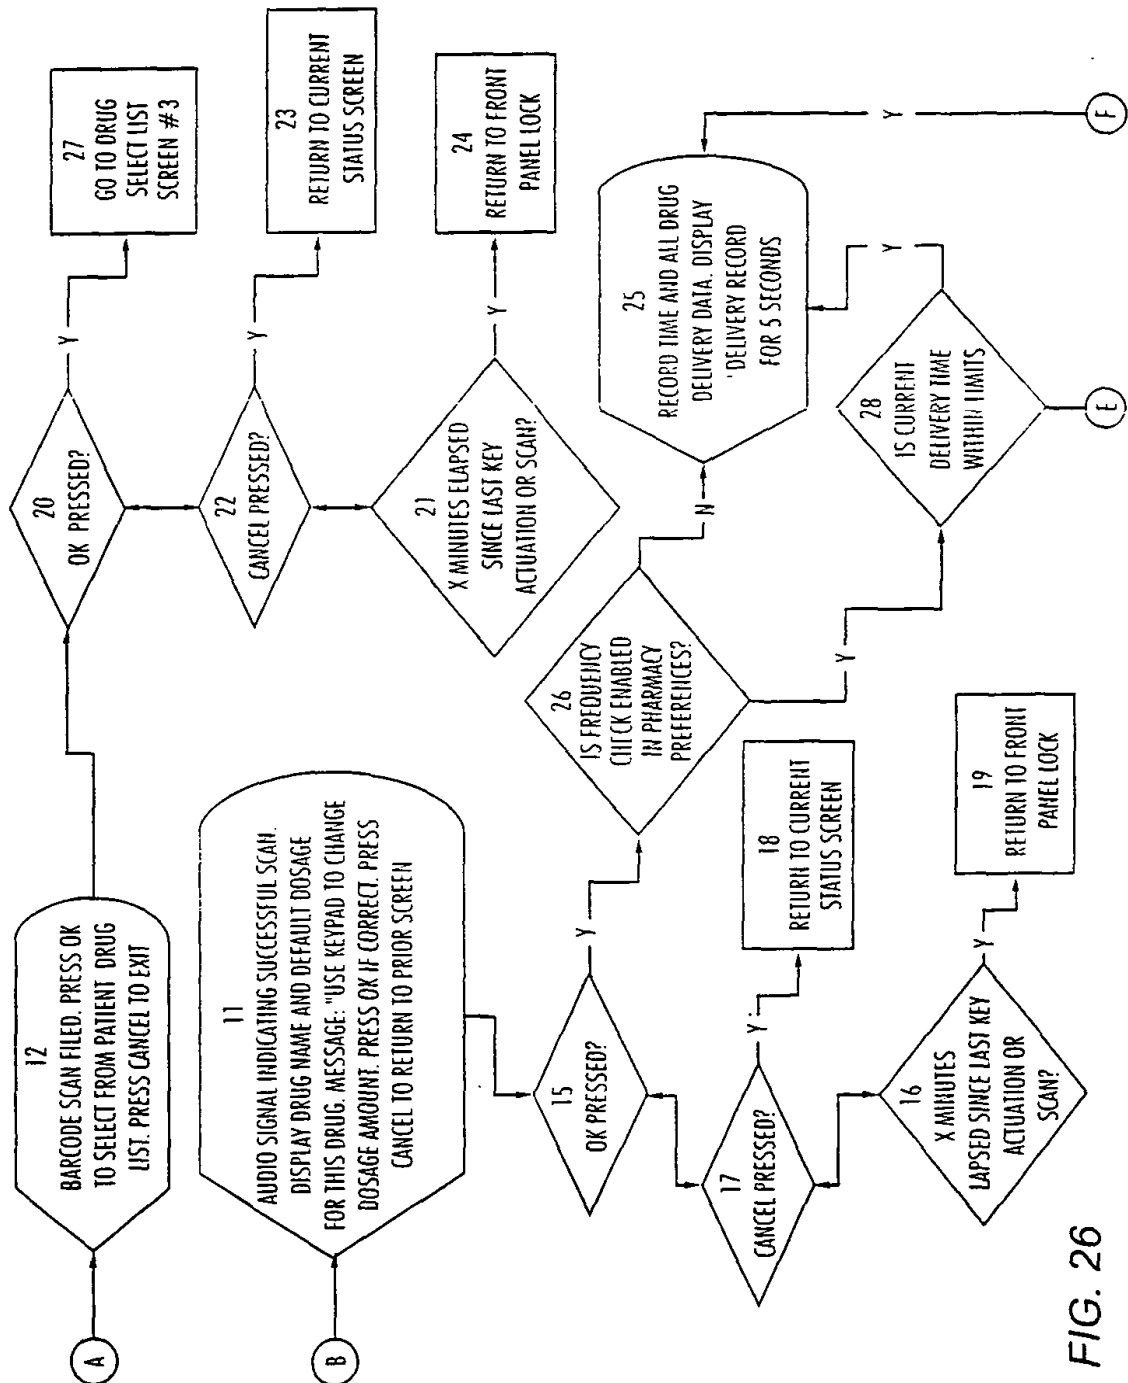 A
12
BARCODE SCAN FILED. PRESS OK
TO SELECT FROM PATIENT DRUG
LIST. PRESS CANCEL TO EXIT
20
OK PRESSED?
Y
27
GO TO DRUG
SELECT LIST
SCREEN #3
22
CANCEL PRESSED?
Y
23
RETURN TO CURRENT
STATUS SCREEN
21
X MINUTES ELAPSED
SINCE LAST KEY
ACTUATION OR SCAN?
Y
24
RETURN TO FRONT
PANEL LOCK
B
11
AUDIO SIGNAL INDICATING SUCCESSFUL SCAN.
DISPLAY DRUG NAME AND DEFAULT DOSAGE
FOR THIS DRUG. MESSAGE: "USE KEYPAD TO CHANGE
DOSAGE AMOUNT. PRESS OK IF CORRECT. PRESS
CANCEL TO RETURN TO PRIOR SCREEN
15
OK PRESSED?
Y
26
IS FREQUENCY
CHECK ENABLED
IN PHARMACY
PREFERENCES?
N
25
RECORD TIME AND ALL DRUG
DELIVERY DATA. DISPLAY
'DELIVERY RECORD
FOR 5 SECONDS
Y
F
Y
28
IS CURRENT
DELIVERY TIME
WITHIN LIMITS
Y
E
17
CANCEL PRESSED?
Y
18
RETURN TO CURRENT
STATUS SCREEN
16
X MINUTES
LAPSED SINCE LAST KEY
ACTUATION OR
SCAN?
Y
19
RETURN TO FRONT
PANEL LOCK
FIG. 26